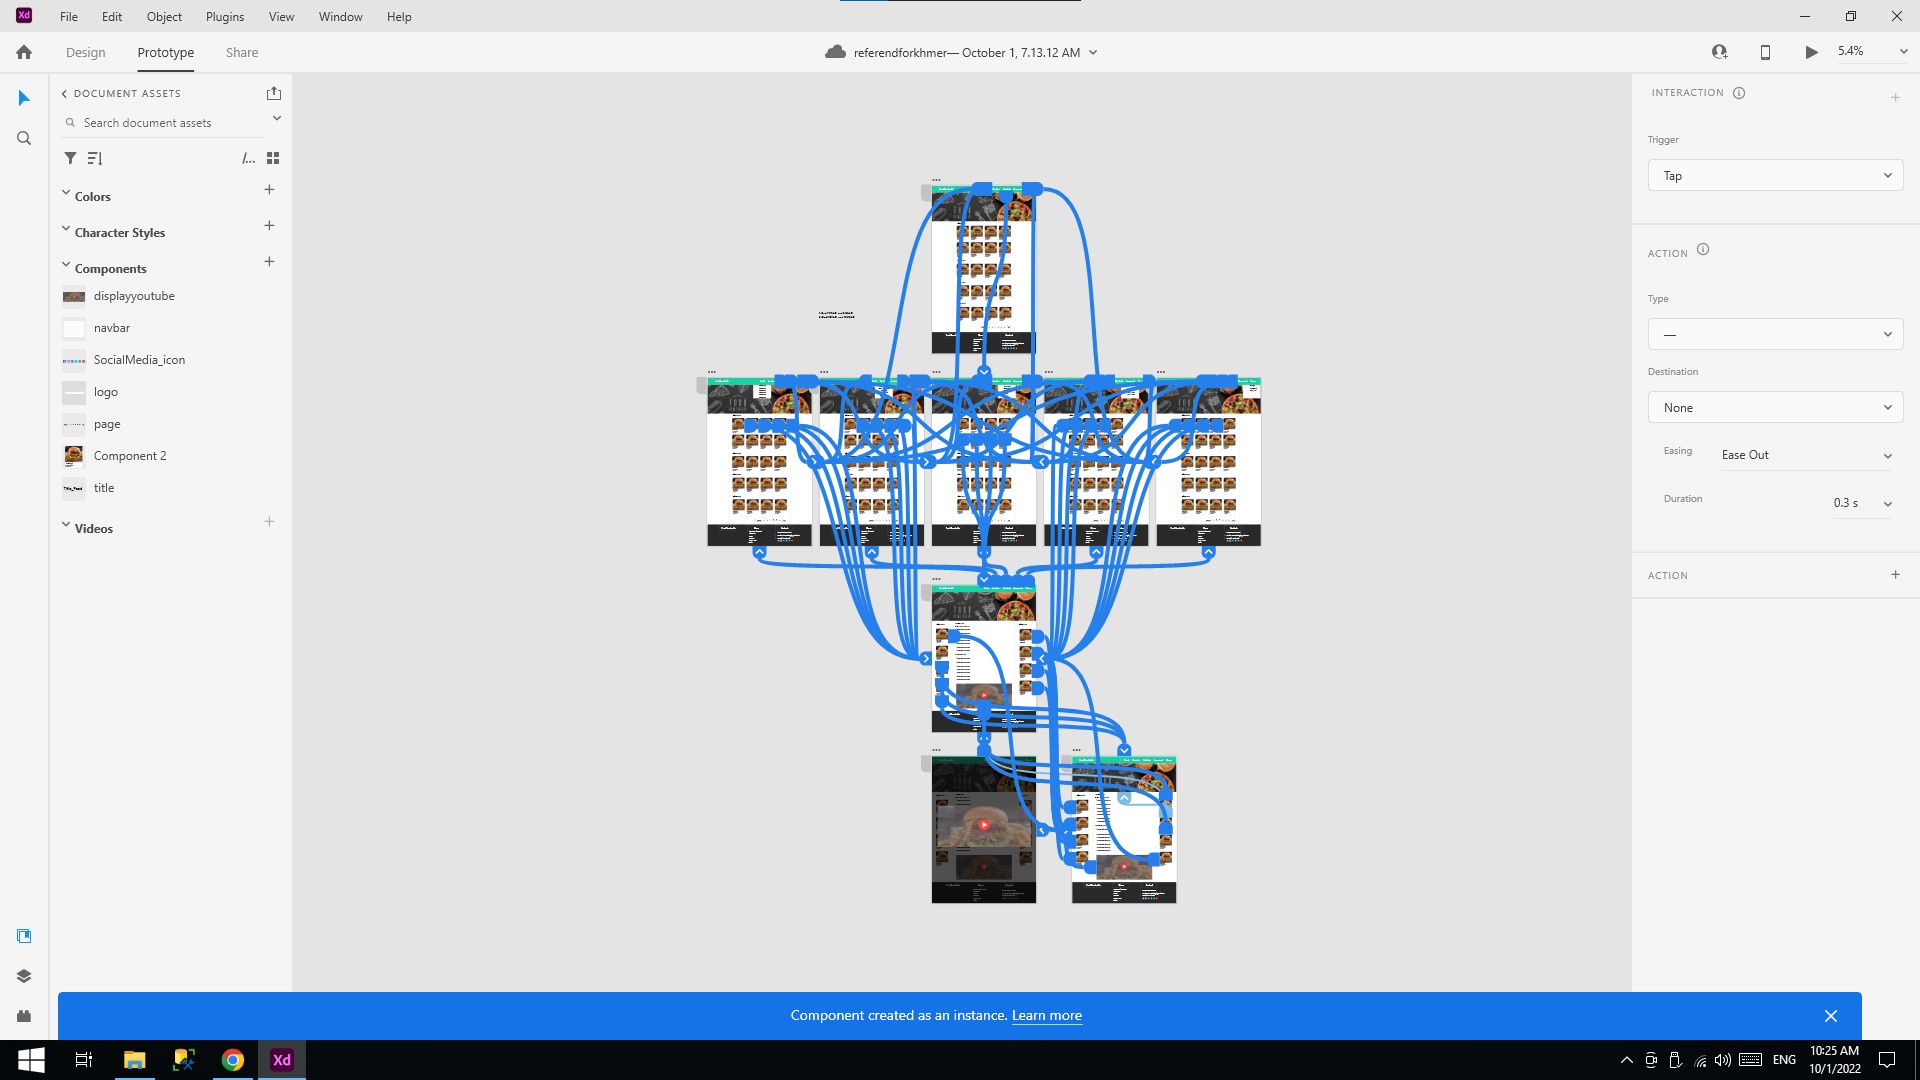 Xd File Edit Object Plugins View Window Help
Design Prototype Share
referendforkhmer— October 1, 7.13.12 AM
5.4%
DOCUMENT ASSETS
Search document assets
/...
Colors
Character Styles
Components
displayyoutube
navbar
SocialMedia_icon
logo
page
Component 2
title
Videos
INTERACTION
Trigger
Tap
ACTION
Type
—
Destination
None
Easing Ease Out
Duration 0.3 s
ACTION
Component created as an instance. Learn more
Xd
ENG
10:25 AM
10/1/2022